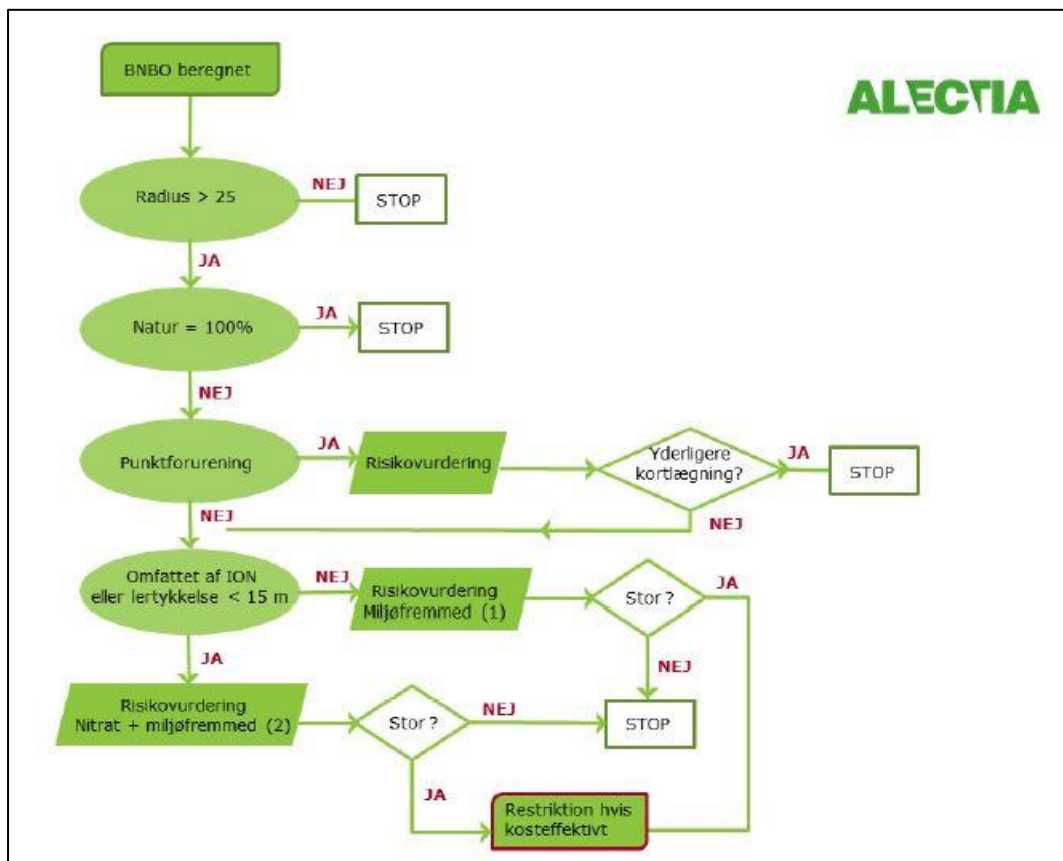 BNBO beregnet
ALECTIA
Radius > 25
NEJ
STOP
JA
Natur = 100%
JA
STOP
NEJ
Punktforurening
JA
Risikovurdering
Yderligere
kortlægning?
JA
STOP
NEJ
NEJ
Omfattet af ION
eller lertykkelse < 15 m
NEJ
Risikovurdering
Miljøfremmed (1)
Stor ?
JA
JA
NEJ
Risikovurdering
Nitrat + miljøfremmed (2)
Stor ?
NEJ
STOP
JA
Restriktion hvis
kosteffektivt